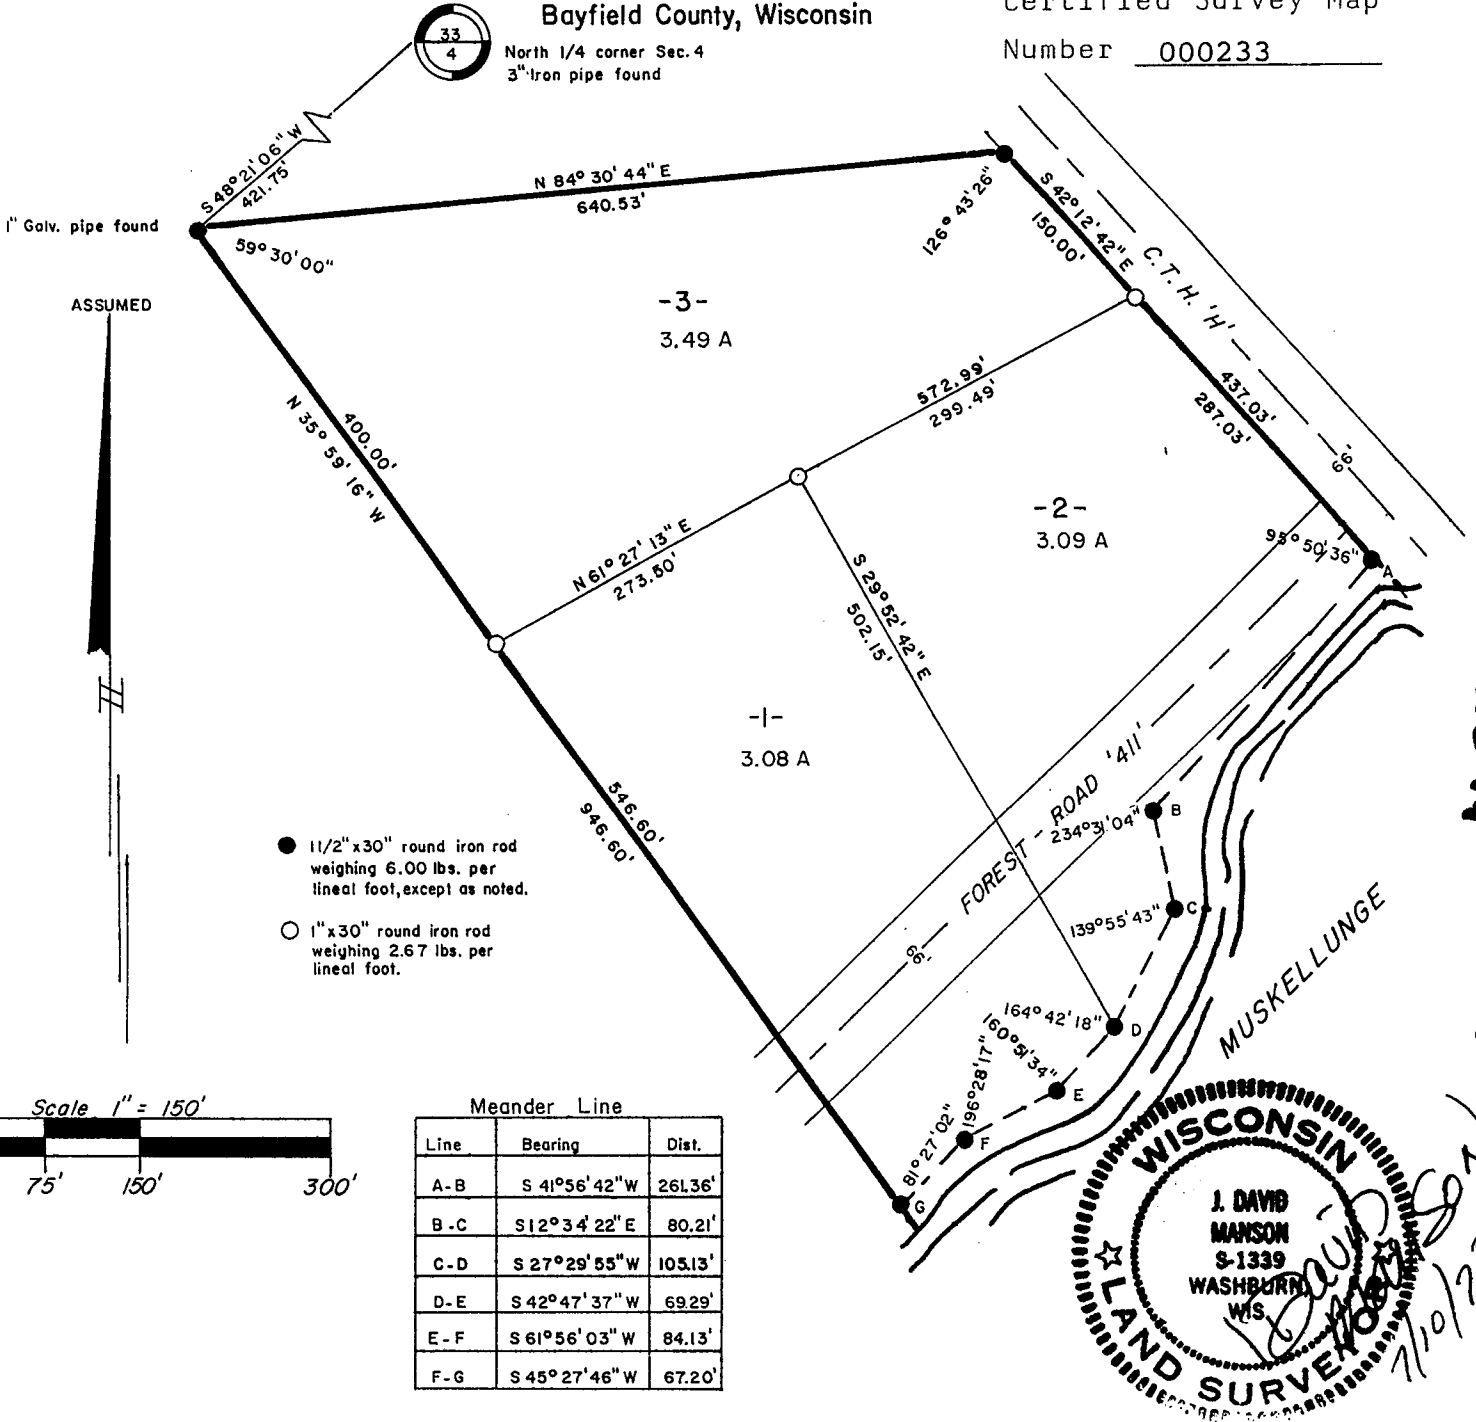 Bayfield County, Wisconsin
Certified Survey Map
Number 000233
33
4
North 1/4 corner Sec. 4
3" Iron pipe found
S 48°21'06" W
421.75'
1" Galv. pipe found
59°30'00"
N 84°30'44" E
640.53'
126°43'26"
S 42°12'42" E
150.00'
C.T.H. 'H'
ASSUMED
-3-
3.49 A
400.00'
N 35°59'16" W
572.99'
299.49'
437.03'
287.03'
66'
N 61°27'13" E
273.50'
-2-
3.09 A
95°50'36"
A
S 29°52'42" E
502.15'
-1-
3.08 A
546.60'
946.60'
FOREST ROAD '411'
66'
234°31'04"
B
139°55'43"
C
164°42'18"
D
160°51'34"
E
196°28'17"
F
81°27'02"
G
MUSKELLUNGE
1 1/2"x30" round iron rod
weighing 6.00 lbs. per
lineal foot, except as noted.
1"x30" round iron rod
weighing 2.67 lbs. per
lineal foot.
Scale 1" = 150'
75' 150' 300'
Meander Line
Line Bearing Dist.
A-B S 41°56'42" W 261.36'
B-C S 12°34'22" E 80.21'
C-D S 27°29'55" W 105.13'
D-E S 42°47'37" W 69.29'
E-F S 61°56'03" W 84.13'
F-G S 45°27'46" W 67.20'
WISCONSIN
J. DAVID
MANSON
S-1339
WASHBURN,
WIS.
LAND SURVEYOR